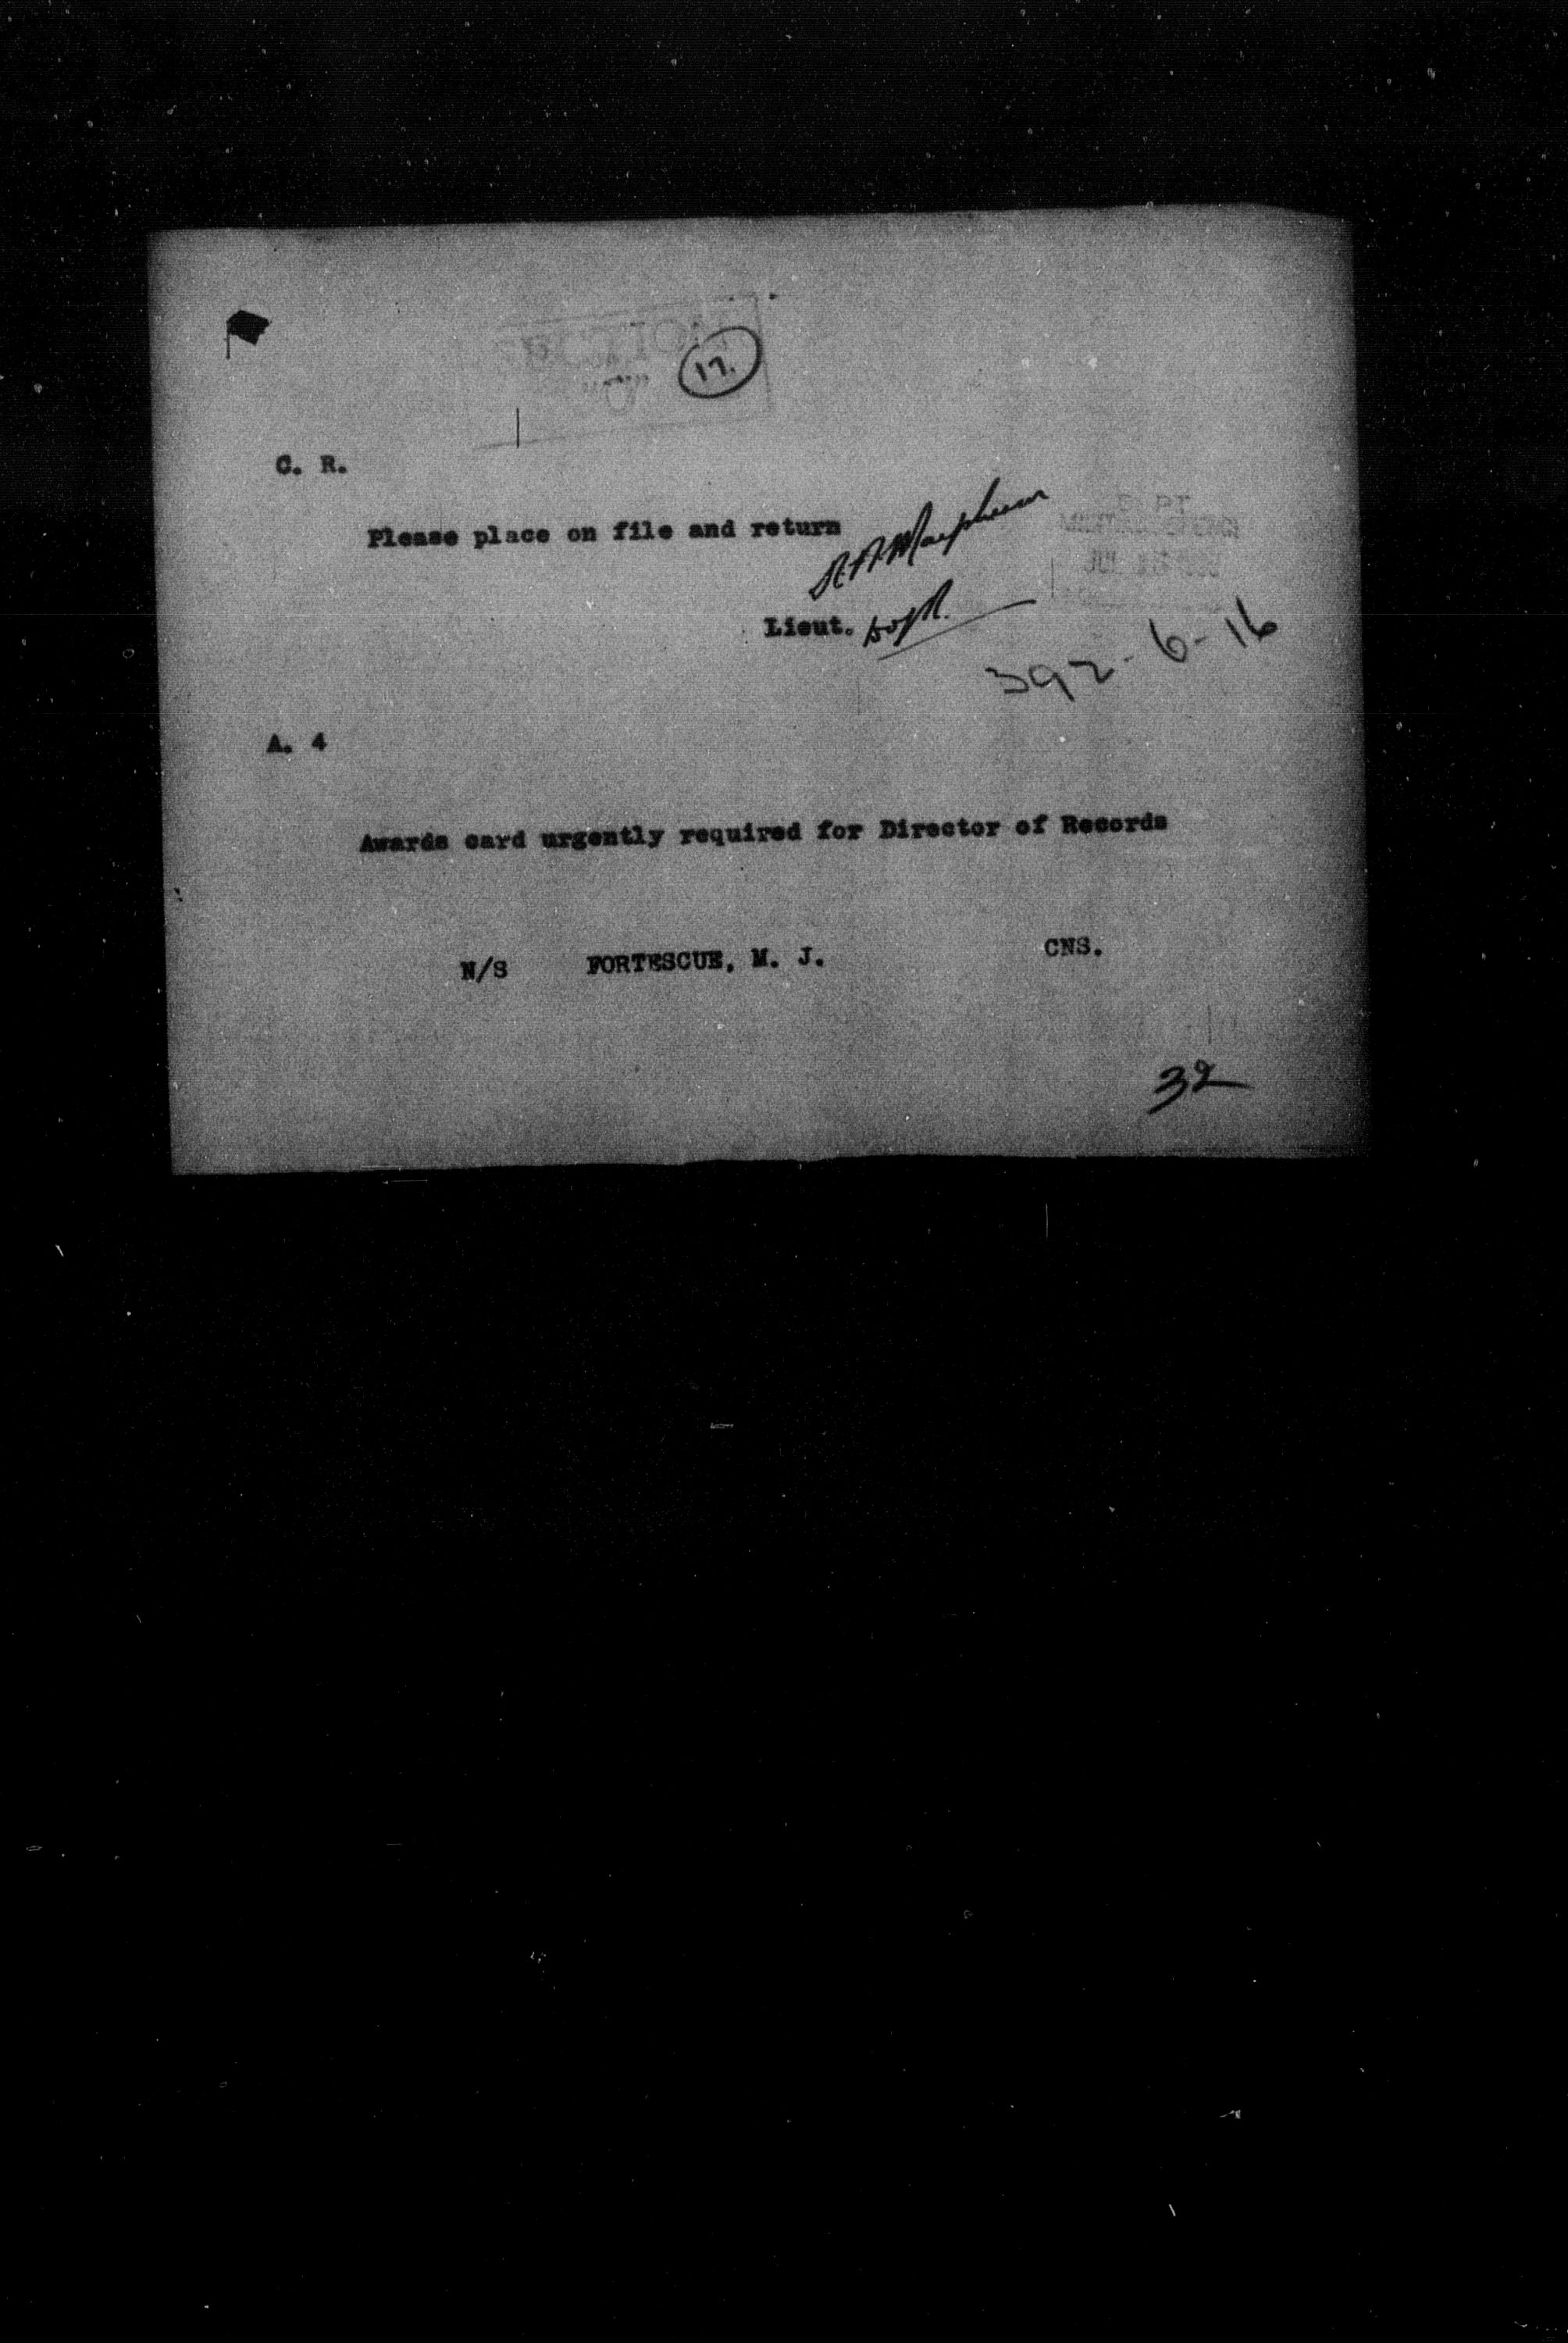 SECTION
"C"
17.
C. R.
Please place on file and return
Lieut.
392-6-16
A. 4
Awards card urgently required for Director of Records
N/S FORTESCUE, M. J. CNS.
32